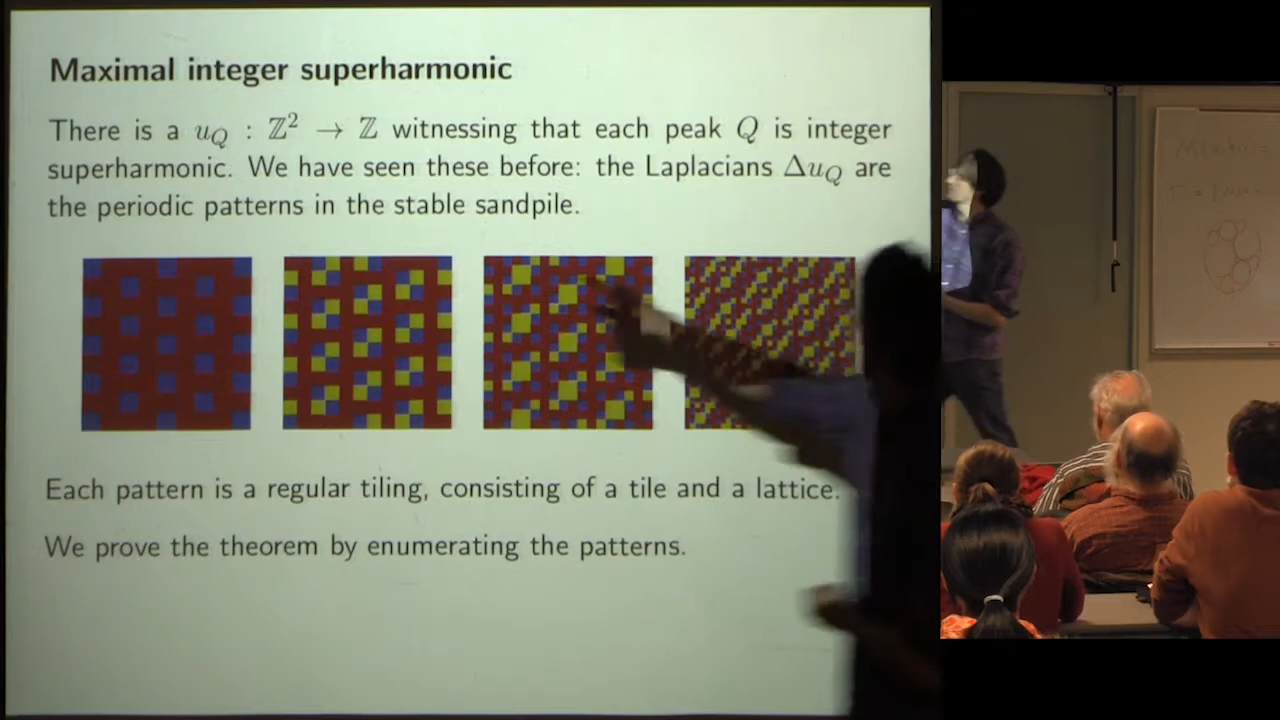 Maximal integer superharmonic
There is a u_Q : ℤ² → ℤ witnessing that each peak Q is integer
superharmonic. We have seen these before: the Laplacians Δu_Q are
the periodic patterns in the stable sandpile.
Each pattern is a regular tiling, consisting of a tile and a lattice.
We prove the theorem by enumerating the patterns.